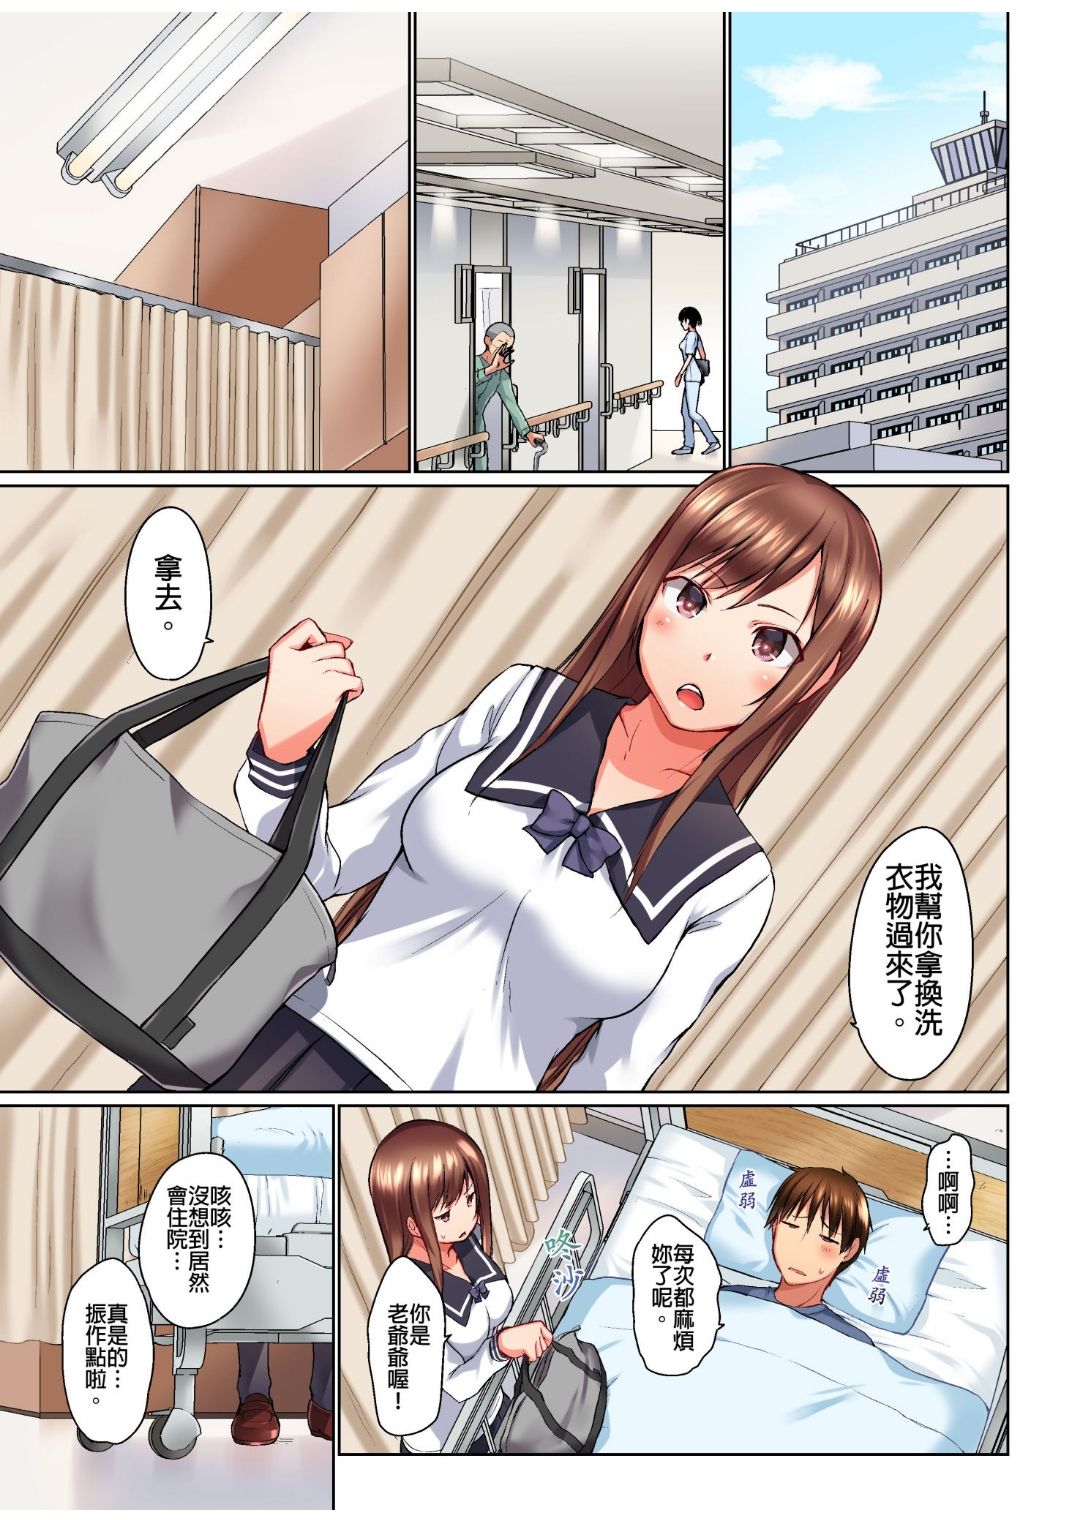 我幫你拿換洗
衣物過來了。
拿去。
…啊啊…
虛弱
虛弱
每次都麻煩
妳了呢。
咚
沙
你是
老爺爺喔！
咳咳…
沒想到居然
會住院…
真是的…
振作點啦。